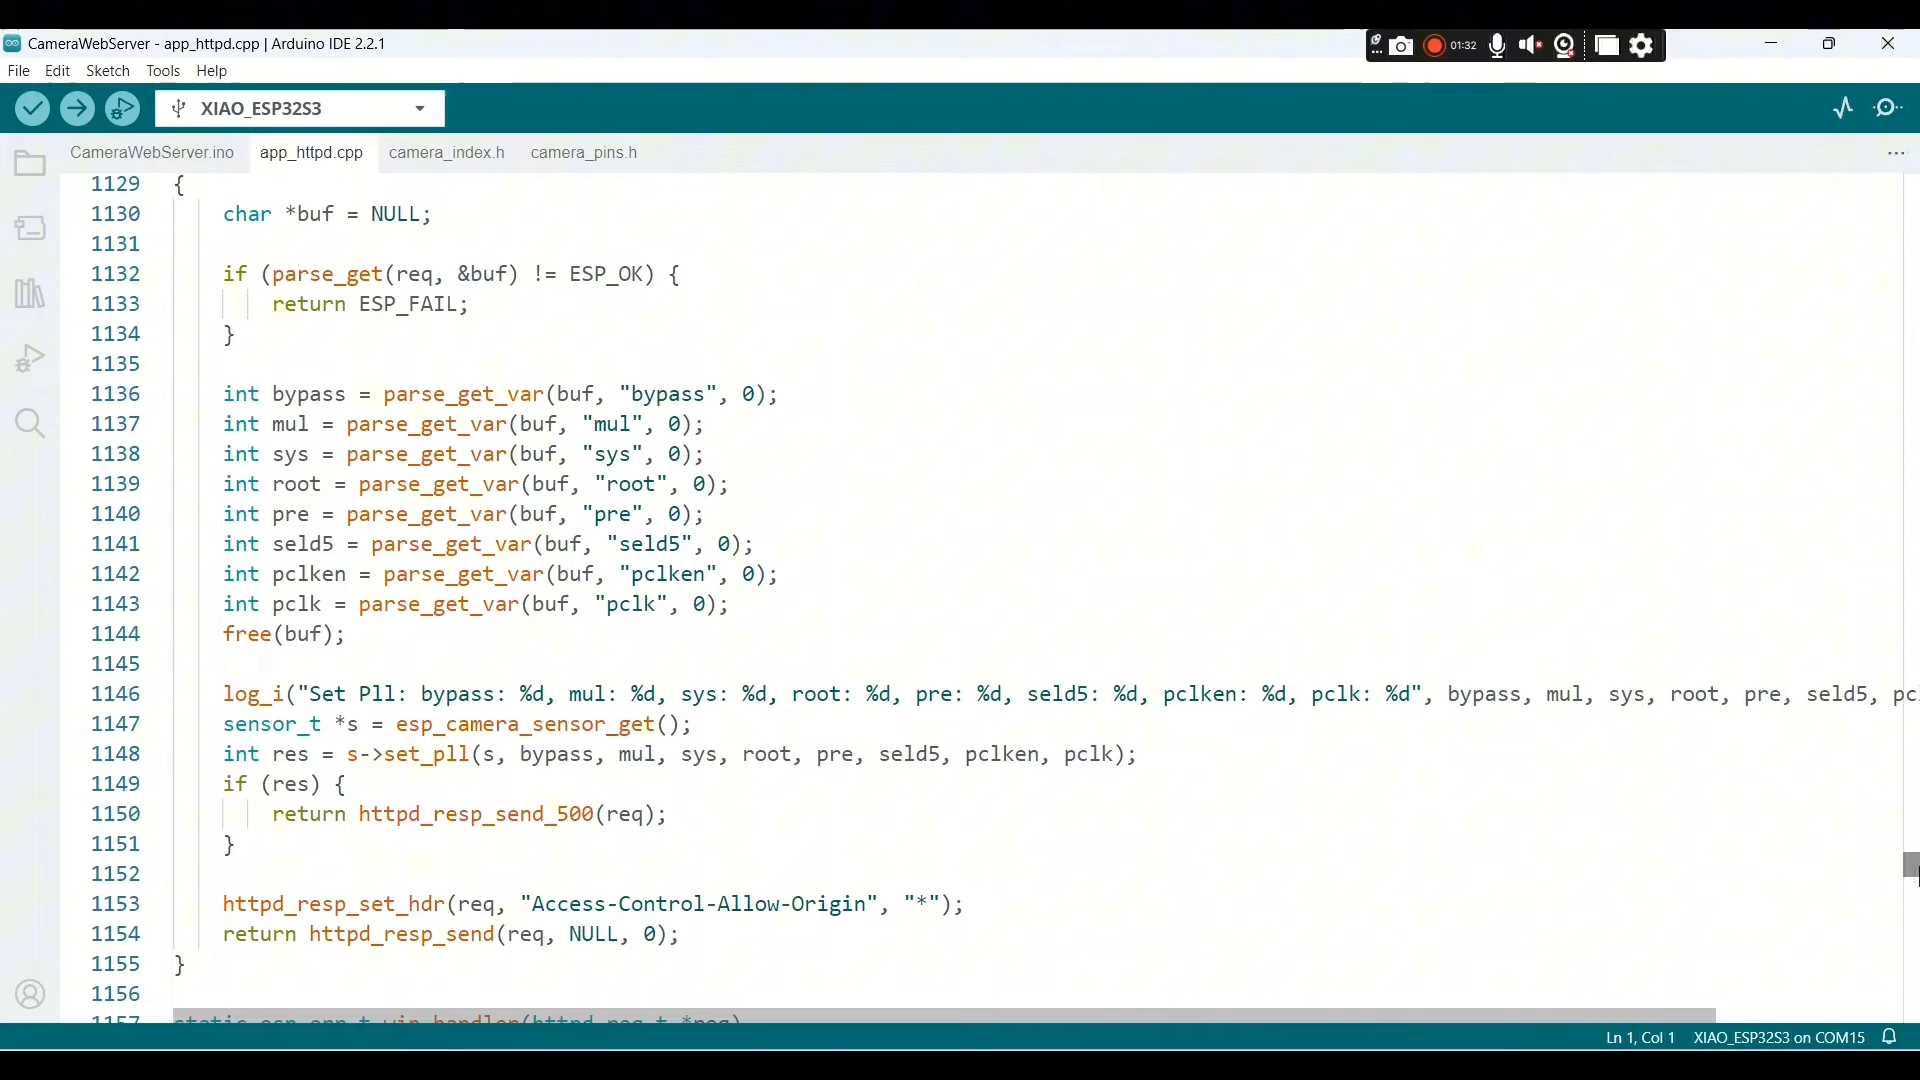 CameraWebServer - app_httpd.cpp | Arduino IDE 2.2.1
01:32
File Edit Sketch Tools Help
XIAO_ESP32S3
CameraWebServer.ino app_httpd.cpp camera_index.h camera_pins.h
1129 {
1130 char *buf = NULL;
1131
1132 if (parse_get(req, &buf) != ESP_OK) {
1133 return ESP_FAIL;
1134 }
1135
1136 int bypass = parse_get_var(buf, "bypass", 0);
1137 int mul = parse_get_var(buf, "mul", 0);
1138 int sys = parse_get_var(buf, "sys", 0);
1139 int root = parse_get_var(buf, "root", 0);
1140 int pre = parse_get_var(buf, "pre", 0);
1141 int seld5 = parse_get_var(buf, "seld5", 0);
1142 int pclken = parse_get_var(buf, "pclken", 0);
1143 int pclk = parse_get_var(buf, "pclk", 0);
1144 free(buf);
1145
1146 log_i("Set Pll: bypass: %d, mul: %d, sys: %d, root: %d, pre: %d, seld5: %d, pclken: %d, pclk: %d", bypass, mul, sys, root, pre, seld5, pc
1147 sensor_t *s = esp_camera_sensor_get();
1148 int res = s->set_pll(s, bypass, mul, sys, root, pre, seld5, pclken, pclk);
1149 if (res) {
1150 return httpd_resp_send_500(req);
1151 }
1152
1153 httpd_resp_set_hdr(req, "Access-Control-Allow-Origin", "*");
1154 return httpd_resp_send(req, NULL, 0);
1155 }
1156
1157 static esp_err_t win_handler(httpd_req_t *req)
Ln 1, Col 1 XIAO_ESP32S3 on COM15